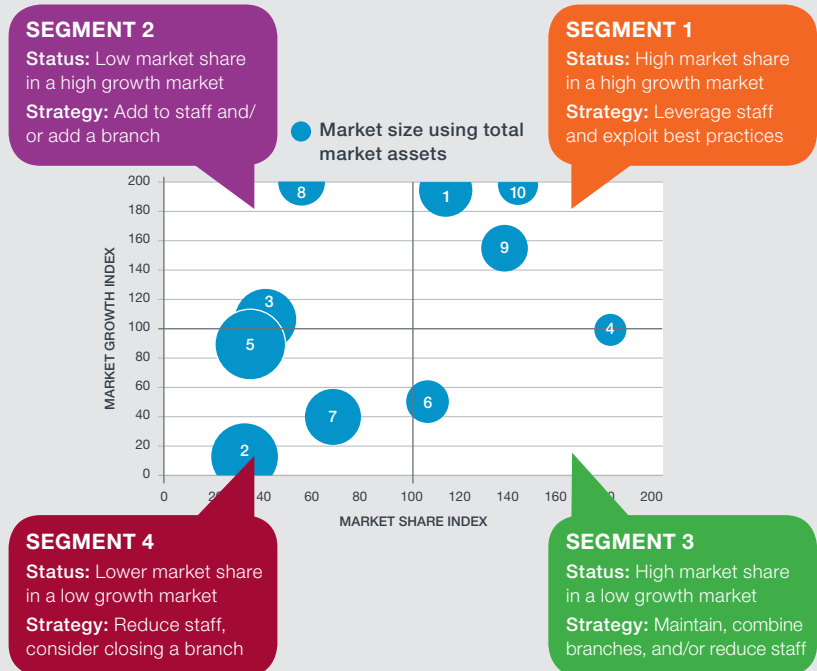 SEGMENT 2
Status: Low market share
in a high growth market
Strategy: Add to staff and/
or add a branch
SEGMENT 1
Status: High market share
in a high growth market
Strategy: Leverage staff
and exploit best practices
Market size using total
market assets
MARKET GROWTH INDEX
200
180
160
140
120
100
80
60
40
20
0
8
1
10
9
3
4
5
6
7
2
0
40
60
80
100
120
140
160
200
MARKET SHARE INDEX
SEGMENT 4
Status: Lower market share
in a low growth market
Strategy: Reduce staff,
consider closing a branch
SEGMENT 3
Status: High market share
in a low growth market
Strategy: Maintain, combine
branches, and/or reduce staff